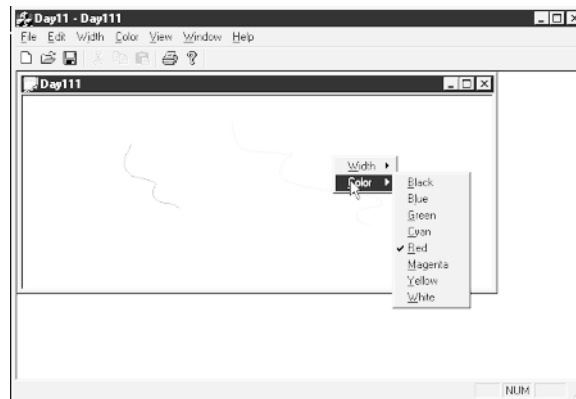 Day11 - Day111
File Edit Width Color View Window Help
Day111
Width
Color
Black
Blue
Green
Cyan
Red
Magenta
Yellow
White
NUM